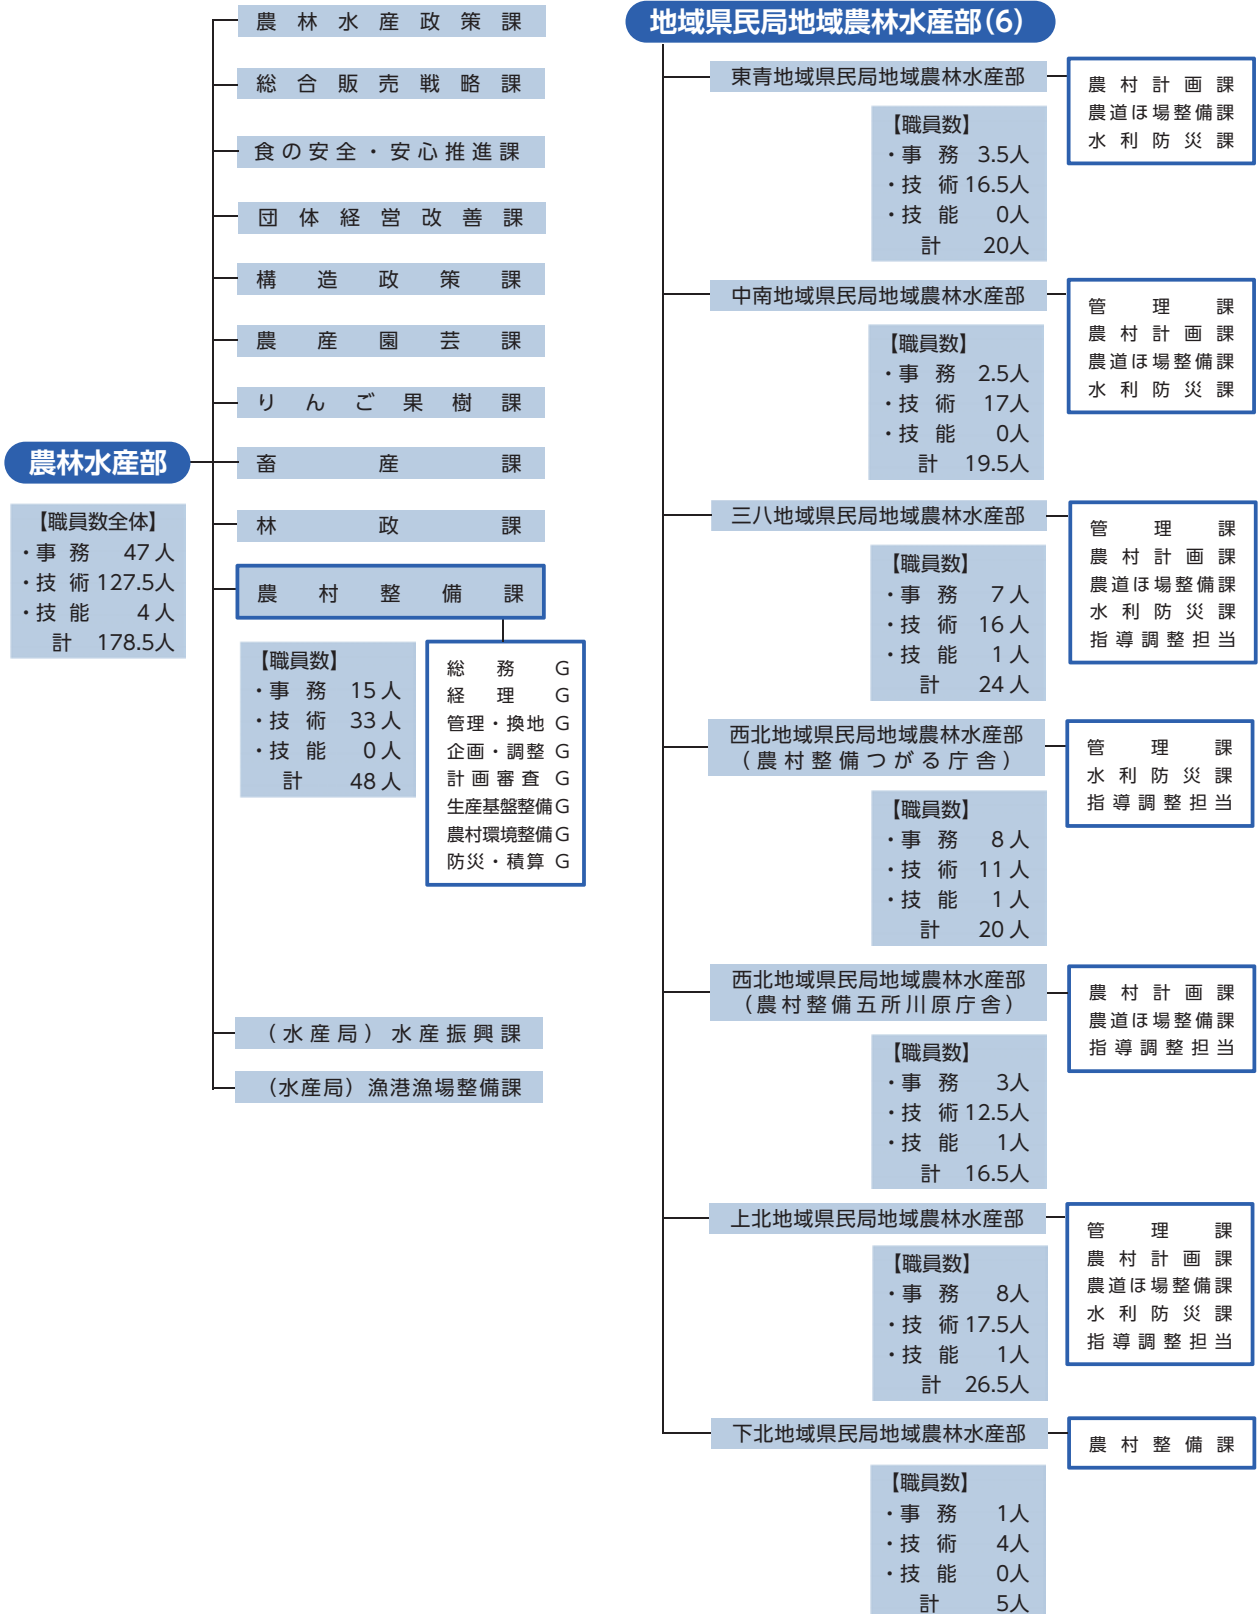 農林水産政策課
総合販売戦略課
食の安全・安心推進課
団体経営改善課
構造政策課
農産園芸課
りんご果樹課
農林水産部
畜産課
【職員数全体】
・事務 47人
・技術 127.5人
・技能 4人
計 178.5人
林政課
農村整備課
【職員数】
・事務 15人
・技術 33人
・技能 0人
計 48人
総務G
経理G
管理・換地G
企画・調整G
計画審査G
生産基盤整備G
農村環境整備G
防災・積算G
（水産局）水産振興課
（水産局）漁港漁場整備課
地域県民局地域農林水産部(6)
東青地域県民局地域農林水産部
【職員数】
・事務 3.5人
・技術 16.5人
・技能 0人
計 20人
農村計画課
農道ほ場整備課
水利防災課
中南地域県民局地域農林水産部
【職員数】
・事務 2.5人
・技術 17人
・技能 0人
計 19.5人
管理課
農村計画課
農道ほ場整備課
水利防災課
三八地域県民局地域農林水産部
【職員数】
・事務 7人
・技術 16人
・技能 1人
計 24人
管理課
農村計画課
農道ほ場整備課
水利防災課
指導調整担当
西北地域県民局地域農林水産部
（農村整備つがる庁舎）
【職員数】
・事務 8人
・技術 11人
・技能 1人
計 20人
管理課
水利防災課
指導調整担当
西北地域県民局地域農林水産部
（農村整備五所川原庁舎）
【職員数】
・事務 3人
・技術 12.5人
・技能 1人
計 16.5人
農村計画課
農道ほ場整備課
指導調整担当
上北地域県民局地域農林水産部
【職員数】
・事務 8人
・技術 17.5人
・技能 1人
計 26.5人
管理課
農村計画課
農道ほ場整備課
水利防災課
指導調整担当
下北地域県民局地域農林水産部
【職員数】
・事務 1人
・技術 4人
・技能 0人
計 5人
農村整備課